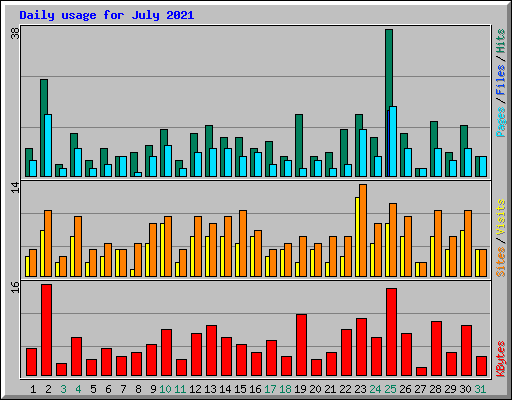 Daily usage for July 2021
38
Pages / Files / Hits
14
Sites / Visits
16
KBytes
1 2 3 4 5 6 7 8 9 10 11 12 13 14 15 16 17 18 19 20 21 22 23 24 25 26 27 28 29 30 31